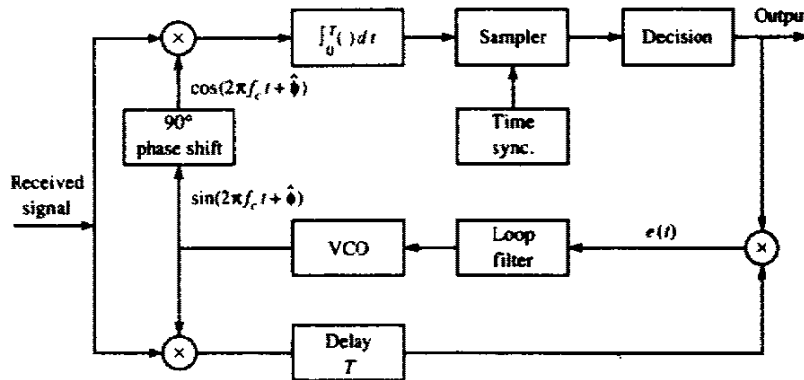 Output
× ∫₀ᵀ( ) dt Sampler Decision
cos(2πf_c t + φ̂)
90°
phase shift
Time
sync.
Received
signal
sin(2πf_c t + φ̂)
VCO
Loop
filter
e(t)
×
×
Delay
T